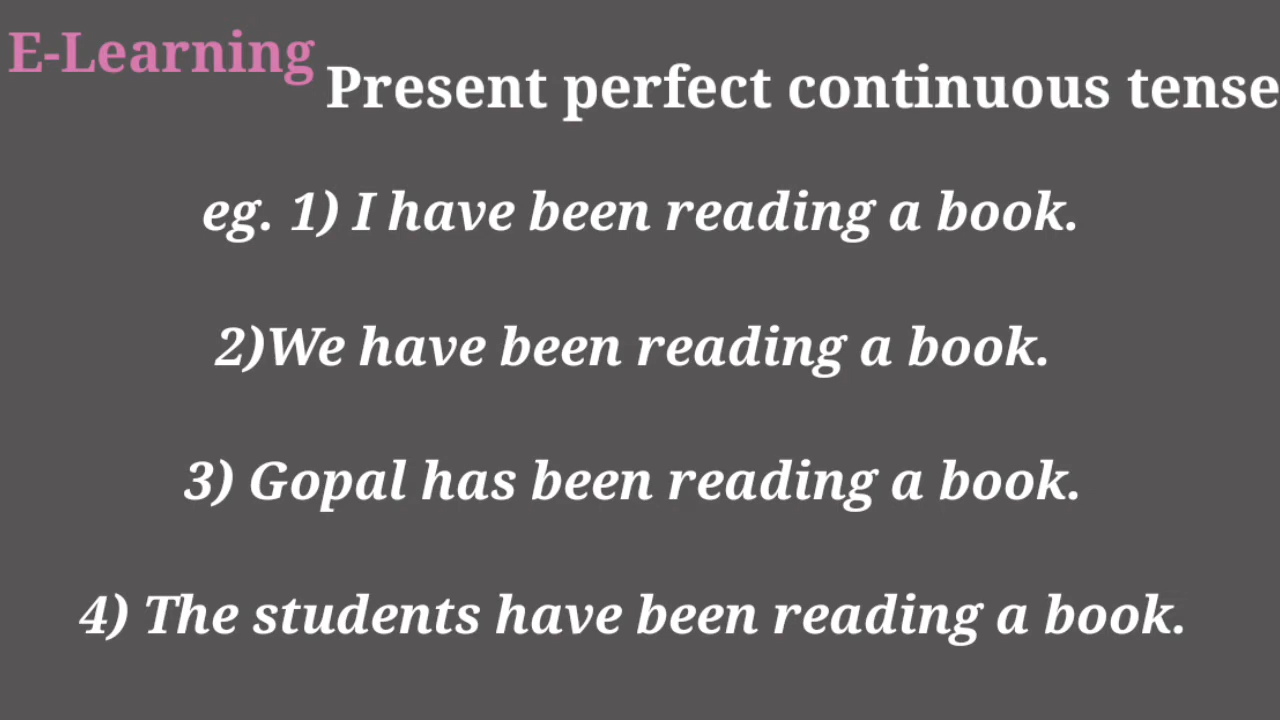 E-Learning
Present perfect continuous tense
eg. 1) I have been reading a book.
2)We have been reading a book.
3) Gopal has been reading a book.
4) The students have been reading a book.